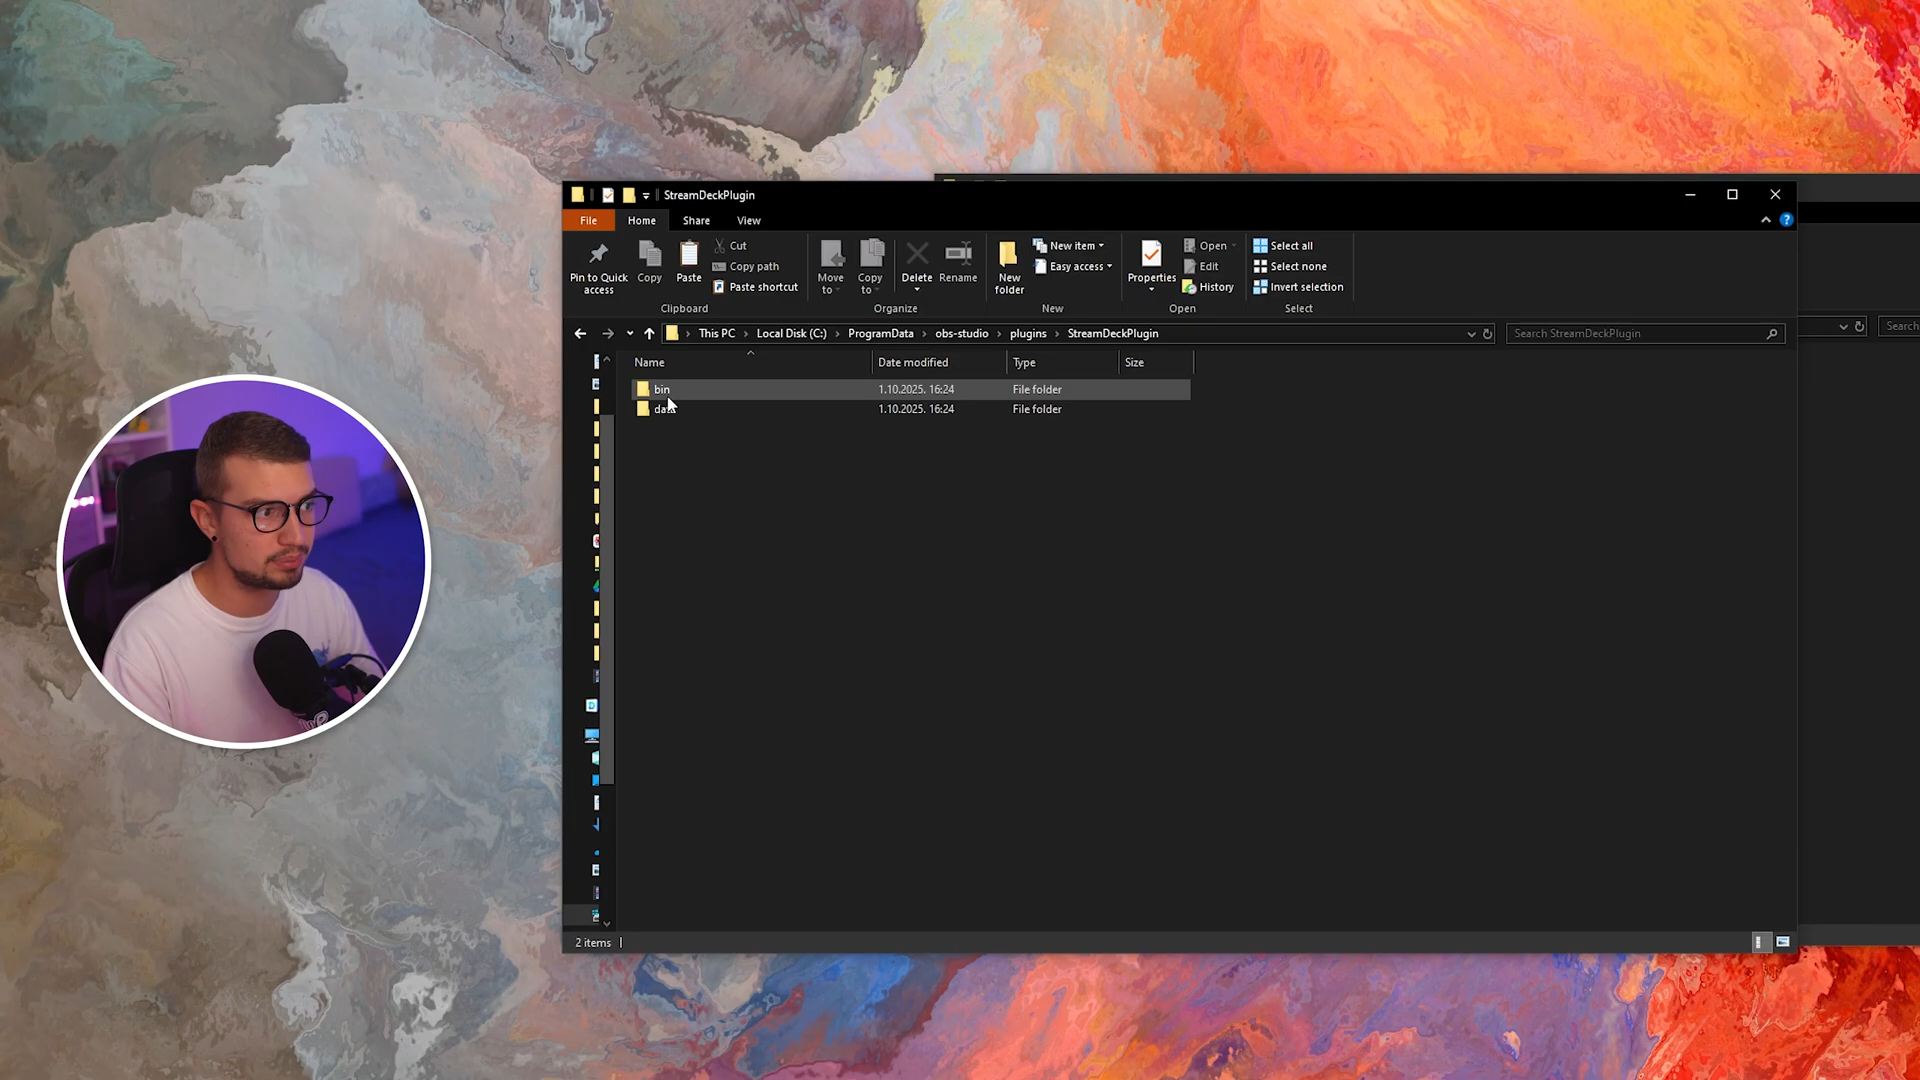 StreamDeckPlugin
File Home Share View
Pin to Quick access
Copy
Paste
Cut
Copy path
Paste shortcut
Clipboard
Move to
Copy to
Delete
Rename
Organize
New folder
New item
Easy access
New
Properties
Open
Edit
History
Open
Select all
Select none
Invert selection
Select
This PC › Local Disk (C:) › ProgramData › obs-studio › plugins › StreamDeckPlugin
Search StreamDeckPlugin
Search
Name Date modified Type Size
bin 1.10.2025. 16:24 File folder
data 1.10.2025. 16:24 File folder
2 items